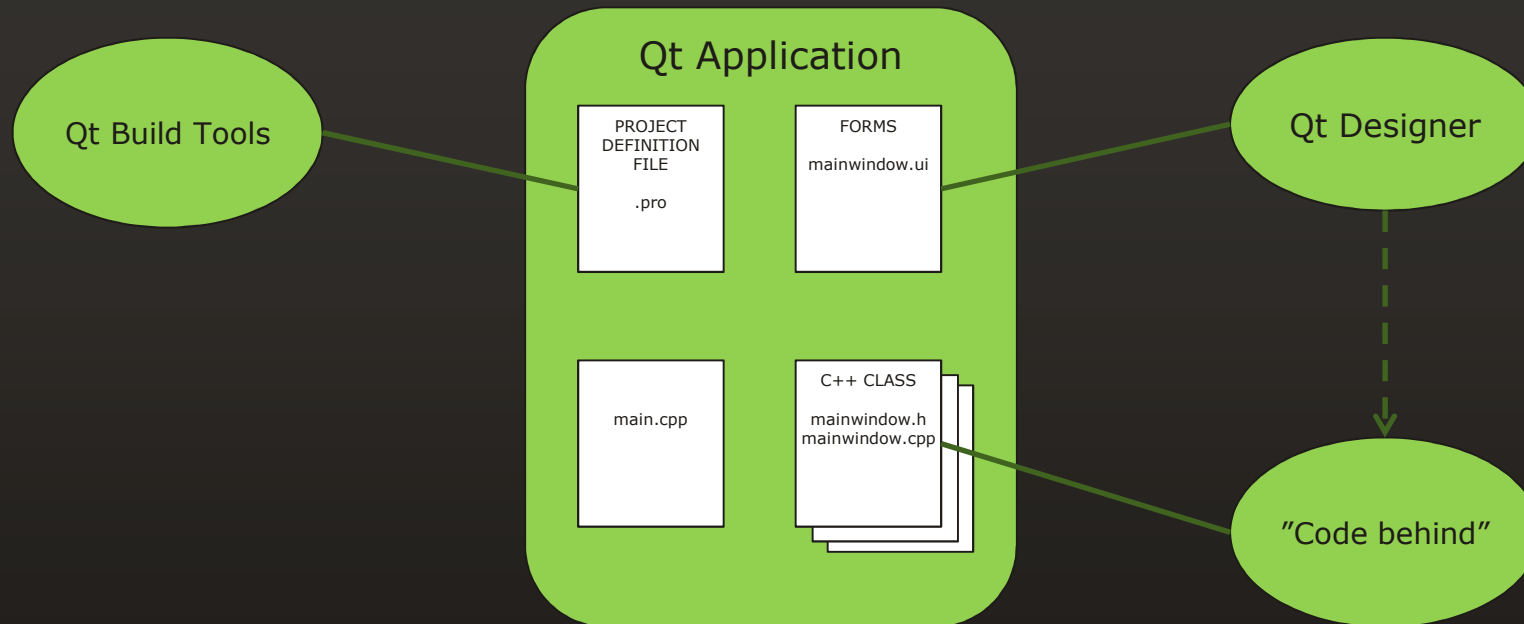 Qt Application
Qt Build Tools
PROJECT
DEFINITION
FILE
.pro
FORMS
mainwindow.ui
Qt Designer
main.cpp
C++ CLASS
mainwindow.h
mainwindow.cpp
”Code behind”